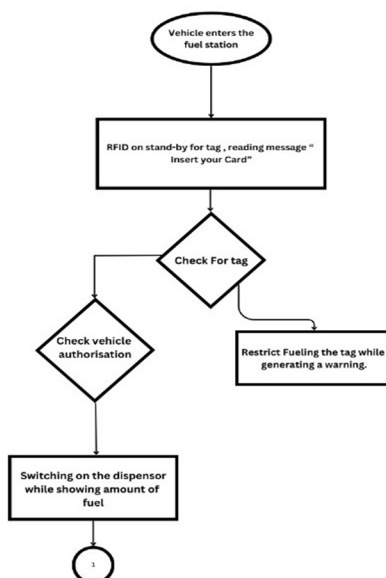 Vehicle enters the
fuel station
RFID on stand-by for tag , reading message “
Insert your Card”
Check For tag
Check vehicle
authorisation
Restrict Fueling the tag while
generating a warning.
Switching on the dispensor
while showing amount of
fuel
1